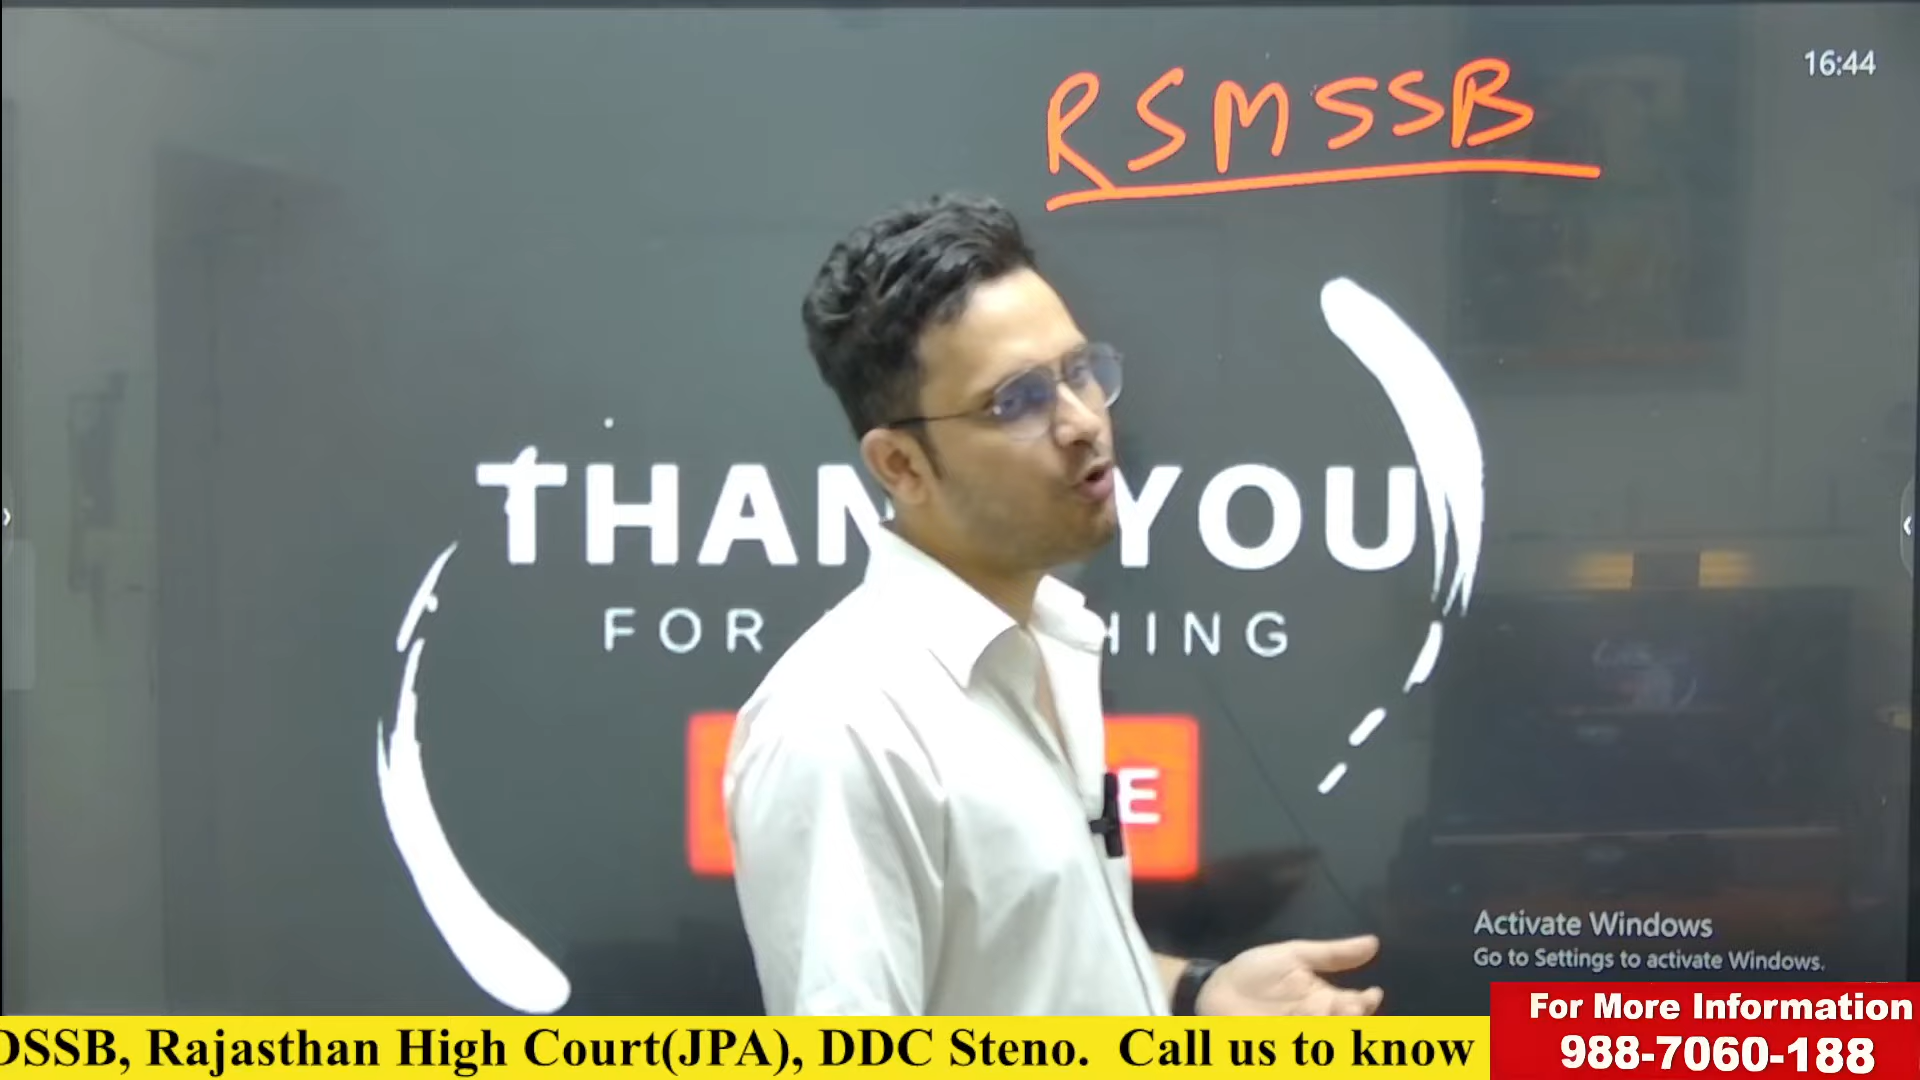 RSMSSB
16:44
THAN YOU
FOR HING
E
Activate Windows
Go to Settings to activate Windows.
For More Information
988-7060-188
DSSB, Rajasthan High Court(JPA), DDC Steno. Call us to know